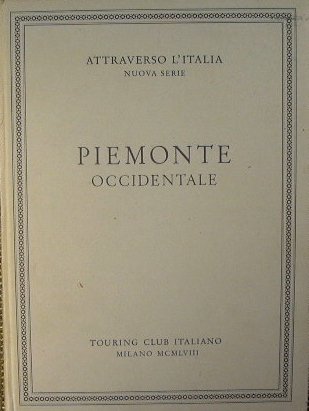 ATTRAVERSO L'ITALIA
NUOVA SERIE
PIEMONTE
OCCIDENTALE
TOURING CLUB ITALIANO
MILANO MCMLVIII